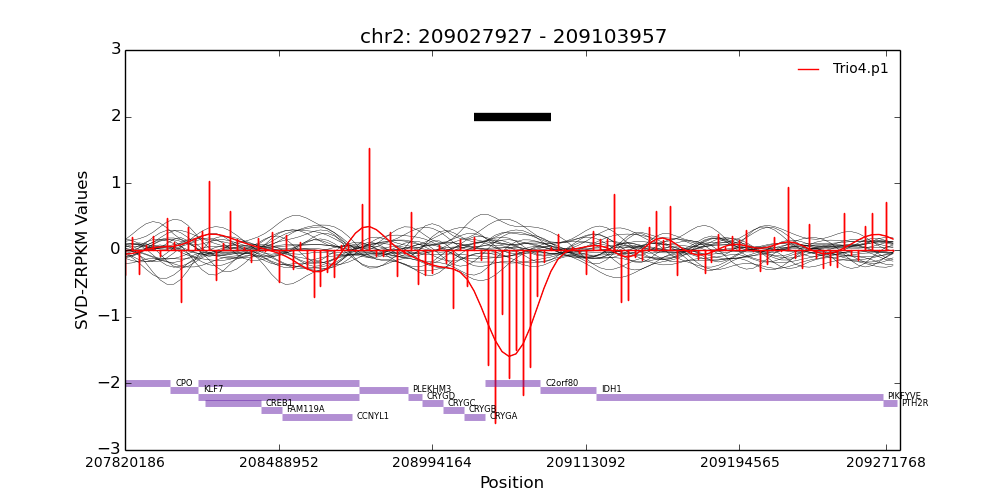 chr2: 209027927 - 209103957
Trio4.p1
SVD-ZRPKM Values
3
2
1
0
−1
−2
−3
CPO
C2orf80
KLF7
PLEKHM3
IDH1
CRYGD
PIKFYVE
CREB1
CRYGC
PTH2R
FAM119A
CRYGB
CCNYL1
CRYGA
207820186
208488952
208994164
209113092
209194565
209271768
Position